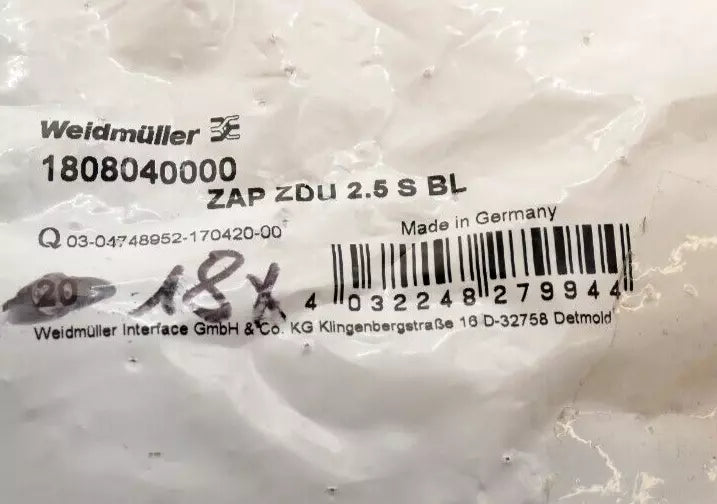 Weidmüller
1808040000
ZAP ZDU 2.5 S BL
Q 03-04748952-170420-00
Made in Germany
20
18x
4 032248 279944
Weidmüller Interface GmbH & Co. KG Klingenbergstraße 16 D-32758 Detmold